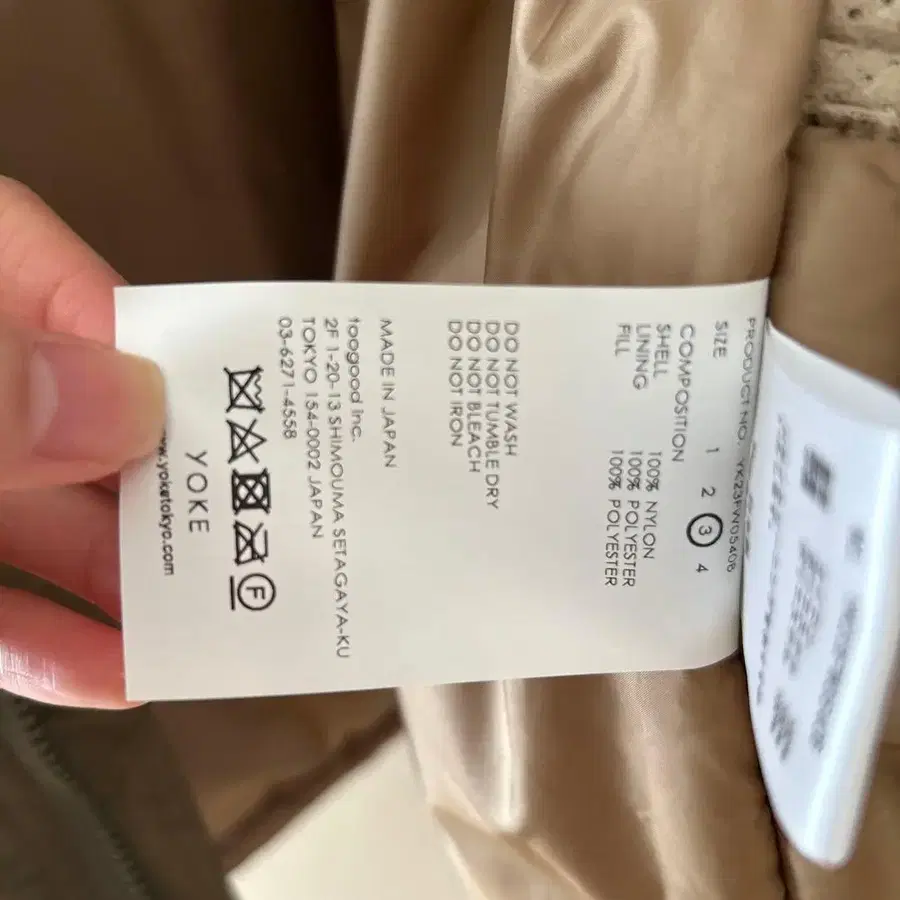 PRODUCT NO. YK23FW0540B
SIZE 1 2 3 4
COMPOSITION
SHELL 100% NYLON
LINING 100% POLYESTER
FILL 100% POLYESTER
DO NOT WASH
DO NOT TUMBLE DRY
DO NOT BLEACH
DO NOT IRON
MADE IN JAPAN
toogood inc.
2F 1-20-13 SHIMOUMA SETAGAYA-KU
TOKYO 154-0002 JAPAN
03-6271-4558
F
YOKE
w.yoketokyo.com